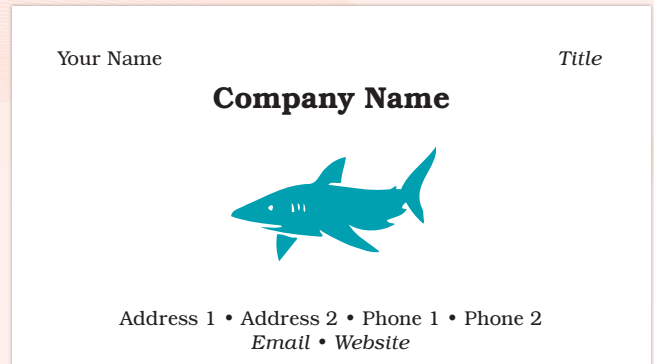 Your Name Title
Company Name
Address 1 • Address 2 • Phone 1 • Phone 2
Email • Website